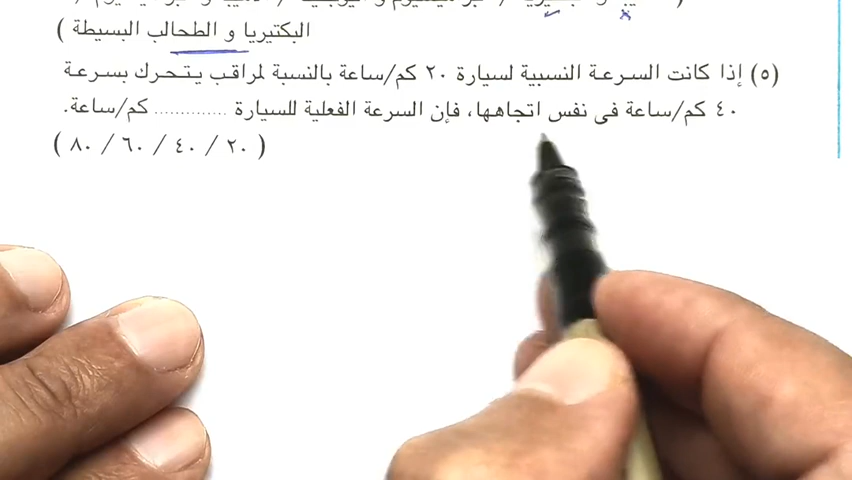 البكتيريا و الطحالب البسيطة )
(٥) إذا كانت السرعة النسبية لسيارة ٢٠ كم/ساعة بالنسبة لمراقب يتحرك بسرعة
٤٠ كم/ساعة فى نفس اتجاهها، فإن السرعة الفعلية للسيارة ............. كم/ساعة.
( ٢٠ / ٤٠ / ٦٠ / ٨٠ )